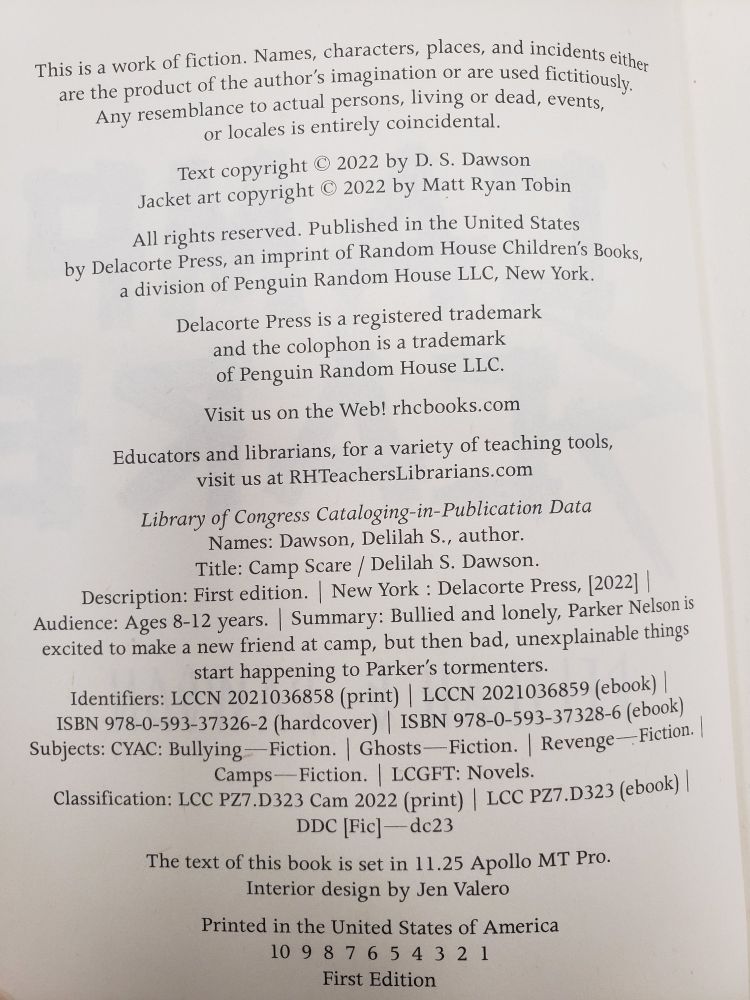 This is a work of fiction. Names, characters, places, and incidents either
are the product of the author's imagination or are used fictitiously.
Any resemblance to actual persons, living or dead, events,
or locales is entirely coincidental.
Text copyright © 2022 by D. S. Dawson
Jacket art copyright © 2022 by Matt Ryan Tobin
All rights reserved. Published in the United States
by Delacorte Press, an imprint of Random House Children's Books,
a division of Penguin Random House LLC, New York.
Delacorte Press is a registered trademark
and the colophon is a trademark
of Penguin Random House LLC.
Visit us on the Web! rhcbooks.com
Educators and librarians, for a variety of teaching tools,
visit us at RHTeachersLibrarians.com
Library of Congress Cataloging-in-Publication Data
Names: Dawson, Delilah S., author.
Title: Camp Scare / Delilah S. Dawson.
Description: First edition. | New York : Delacorte Press, [2022] |
Audience: Ages 8-12 years. | Summary: Bullied and lonely, Parker Nelson is
excited to make a new friend at camp, but then bad, unexplainable things
start happening to Parker's tormenters.
Identifiers: LCCN 2021036858 (print) | LCCN 2021036859 (ebook) |
ISBN 978-0-593-37326-2 (hardcover) | ISBN 978-0-593-37328-6 (ebook)
Subjects: CYAC: Bullying—Fiction. | Ghosts—Fiction. | Revenge—Fiction. |
Camps—Fiction. | LCGFT: Novels.
Classification: LCC PZ7.D323 Cam 2022 (print) | LCC PZ7.D323 (ebook) |
DDC [Fic]—dc23
The text of this book is set in 11.25 Apollo MT Pro.
Interior design by Jen Valero
Printed in the United States of America
10 9 8 7 6 5 4 3 2 1
First Edition